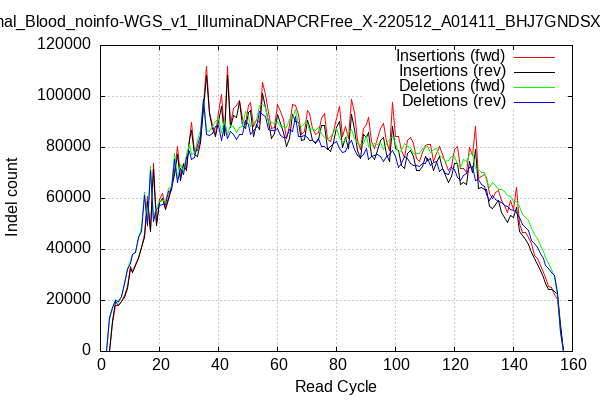 nal_Blood_noinfo-WGS_v1_IlluminaDNAPCRFree_X-220512_A01411_BHJ7GNDSX
120000
100000
80000
60000
40000
20000
0
Indel count
Insertions (fwd)
Insertions (rev)
Deletions (fwd)
Deletions (rev)
0 20 40 60 80 100 120 140 160
Read Cycle